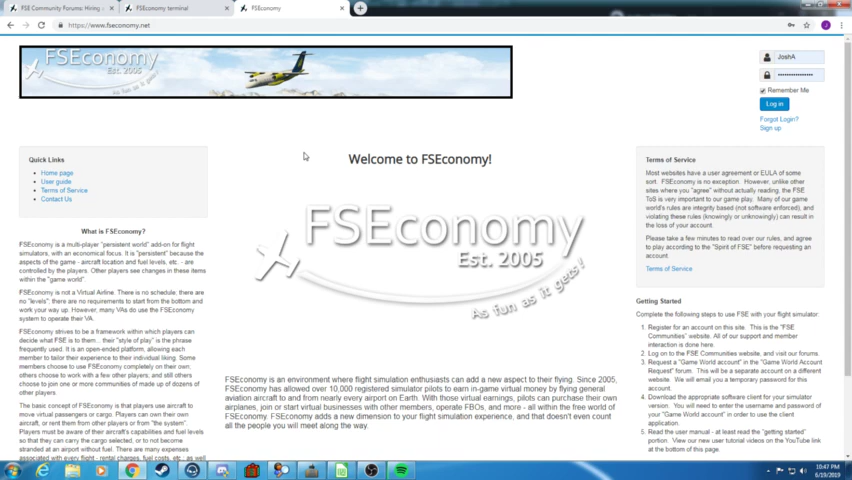 FSE Community Forums: Hiring
FSEconomy terminal
FSEconomy
https://www.fseconomy.net
FSEconomy
Est. 2005
As fun as it gets!
JoshA
Remember Me
Log in
Forgot Login?
Sign up
Quick Links
Home page
User guide
Terms of Service
Contact Us
What is FSEconomy?
FSEconomy is a multi-player "persistent world" add-on for flight
simulators, with an economical focus. It is "persistent" because the
aspects of the game - aircraft location and fuel levels, etc. - are
controlled by the players. Other players see changes in these items
within the "game world".
FSEconomy is not a Virtual Airline. There is no schedule; there are
no "levels"; there are no requirements to start from the bottom and
work your way up. However, many VAs do use the FSEconomy
system to operate their VA.
FSEconomy strives to be a framework within which players can
decide what FSE is to them... their "style of play" is the phrase
frequently used. It is an open-ended platform, allowing each
member to tailor their experience to their individual liking. Some
members choose to use FSEconomy completely on their own;
others choose to work with a few other players, and still others
choose to join one or more communities of made up of dozens of
other players.
The basic concept of FSEconomy is that players use aircraft to
move virtual passengers or cargo. Players can own their own
aircraft, or rent them from other players or from "the system".
Players must be aware of their aircraft's capabilities and fuel levels
so that they can carry the cargo selected, or to not become
stranded at an airport without fuel. There are many expenses
associated with every flight - rental charges, fuel costs, etc., as well
Welcome to FSEconomy!
FSEconomy
Est. 2005
As fun as it gets!
FSEconomy is an environment where flight simulation enthusiasts can add a new aspect to their flying. Since 2005,
FSEconomy has allowed over 10,000 registered simulator pilots to earn in-game virtual money by flying general
aviation aircraft to and from nearly every airport on Earth. With those virtual earnings, pilots can purchase their own
airplanes, join or start virtual businesses with other members, operate FBOs, and more - all within the free world of
FSEconomy. FSEconomy adds a new dimension to your flight simulation experience, and that doesn't even count
all the people you will meet along the way.
Terms of Service
Most websites have a user agreement or EULA of some
sort. FSEconomy is no exception. However, unlike other
sites where you "agree" without actually reading, the FSE
ToS is very important to our game play. Many of our game
world's rules are integrity based (not software enforced), and
violating these rules (knowingly or unknowingly) can result in
the loss of your account.
Please take a few minutes to read over our rules, and agree
to play according to the "Spirit of FSE" before requesting an
account.
Terms of Service
Getting Started
Complete the following steps to use FSE with your flight simulator:
1. Register for an account on this site. This is the "FSE
Communities" website. All of our support and member
interaction is done here.
2. Log on to the FSE Communities website, and visit our forums.
3. Request a "Game World account" in the "Game World Account
Request" forum. This will be a separate account on a different
website. We will email you a temporary password for this
account.
4. Download the appropriate software client for your simulator
version. You will need to enter the username and password of
your "Game World account" in order to use the client
application.
5. Read the user manual - at least read the "getting started"
portion. View our new user tutorial videos on the YouTube link
at the bottom of this page.
10:47 PM
6/19/2019